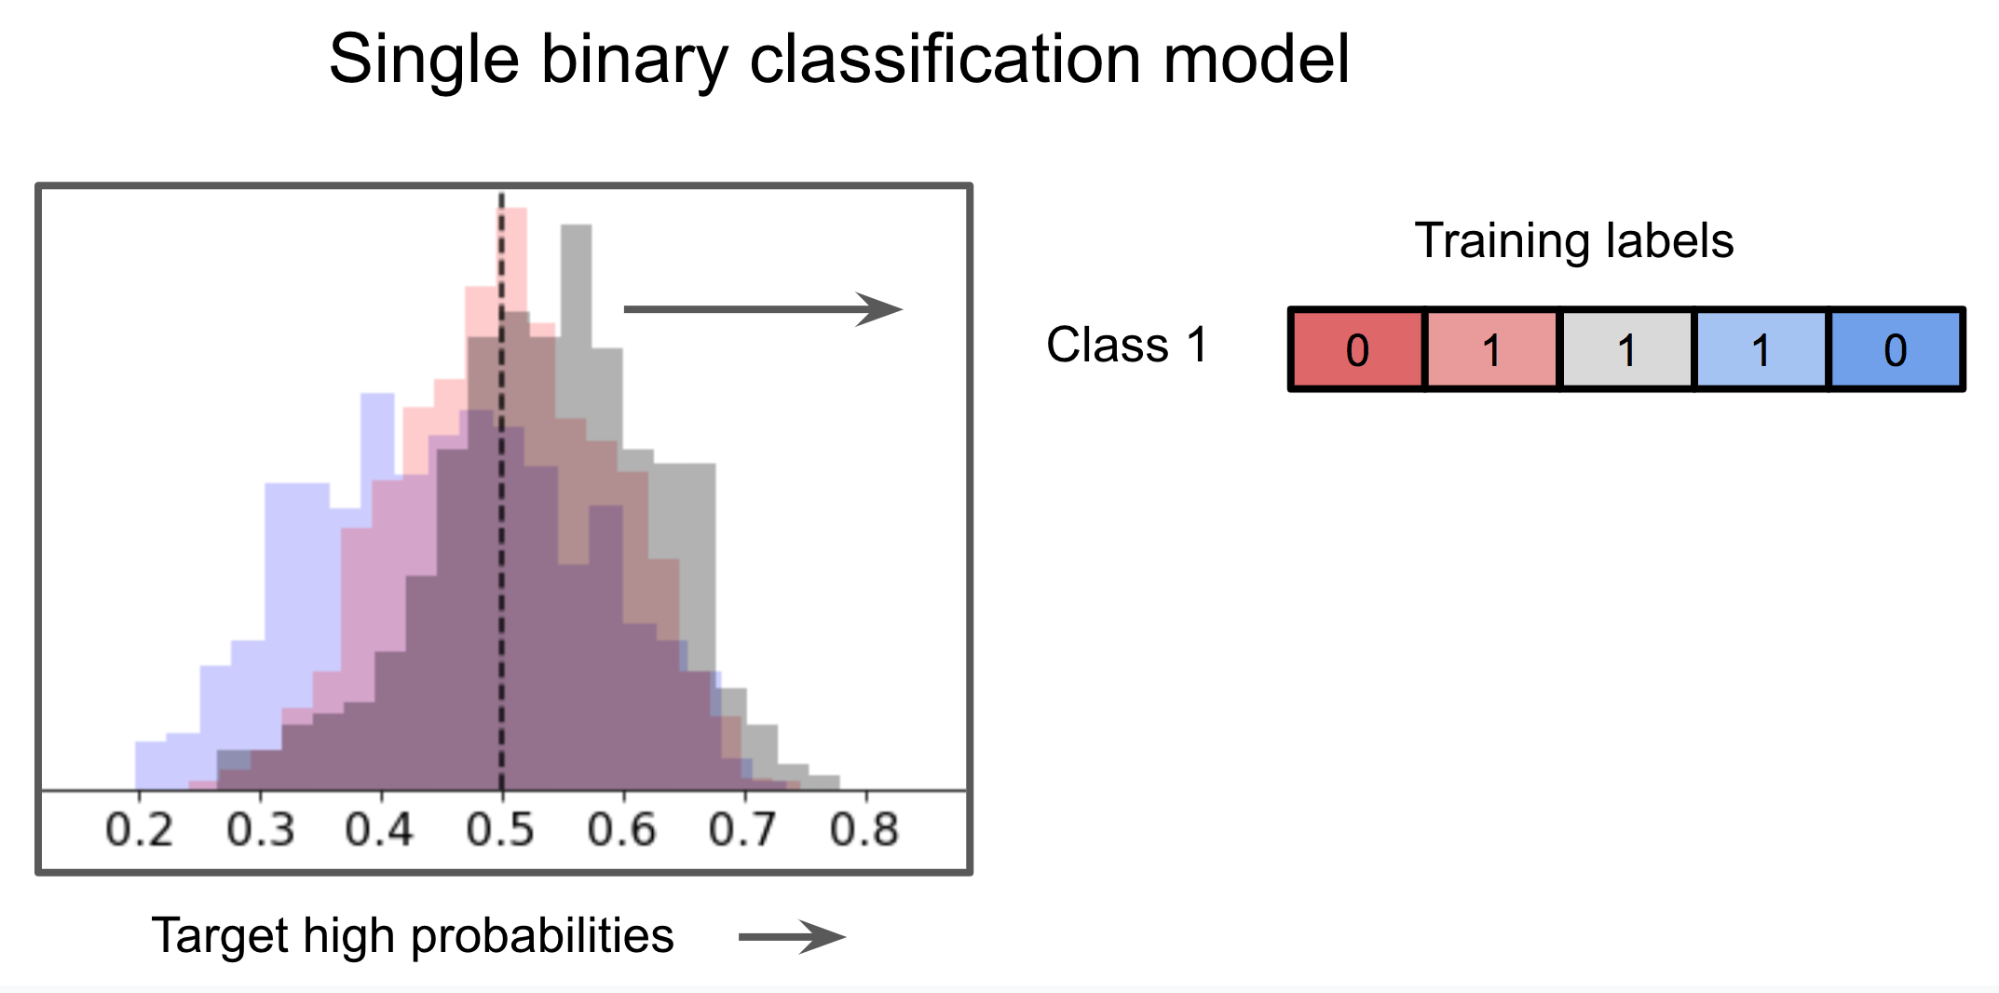 Single binary classification model
Training labels
Class 1
0 1 1 1 0
0.2 0.3 0.4 0.5 0.6 0.7 0.8
Target high probabilities